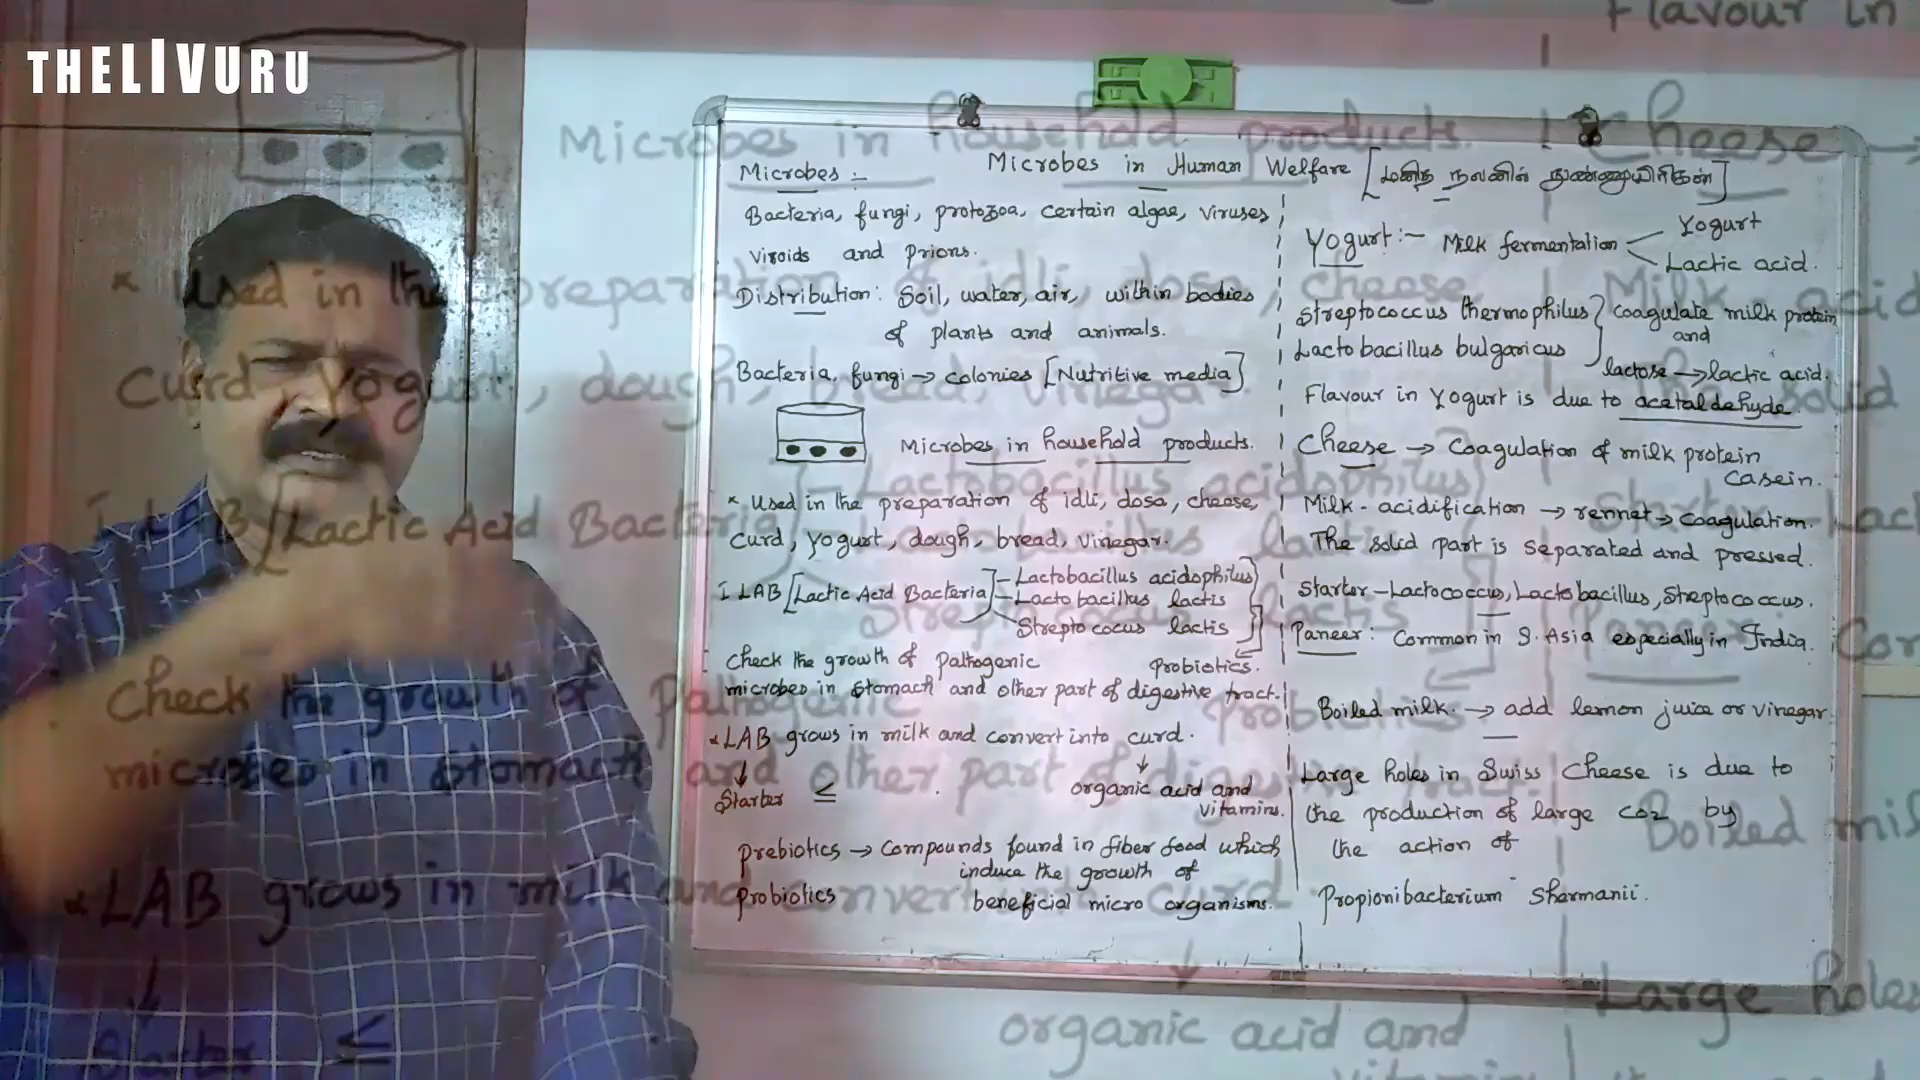 THELIVURU
Microbes in Human Welfare [மனித நலனில் நுண்ணுயிரிகள்]
Microbes :-
Bacteria, fungi, protozoa, certain algae, viruses,
viroids and prions.
Distribution: Soil, water, air, within bodies
of plants and animals.
Bacteria, fungi → colonies [Nutritive media]
Microbes in household products.
* Used in the preparation of idli, dosa, cheese,
curd, yogurt, dough, bread, vinegar.
I LAB [Lactic Acid Bacteria]
Lactobacillus acidophilus
Lactobacillus lactis
Streptococus lactis
Probiotics.
Check the growth of pathogenic
microbes in stomach and other part of digestive tract.
* LAB grows in milk and convert into curd.
Starter
organic acid and
vitamins.
Prebiotics → Compounds found in fiber food which
induce the growth of
beneficial micro organisms.
Probiotics
Yogurt :- Milk fermentation
Yogurt
Lactic acid.
Streptococcus thermophilus
Lactobacillus bulgaricus
coagulate milk protein
and
lactose → lactic acid.
Flavour in Yogurt is due to acetaldehyde.
Cheese → Coagulation of milk protein
Casein.
Milk - acidification → rennet → coagulation.
The solid part is separated and pressed.
Starter - Lactococcus, Lactobacillus, Streptococcus.
Paneer: Common in S. Asia especially in India.
Boiled milk. → add lemon juice or vinegar
Large holes in Swiss cheese is due to
the production of large CO2 by
the action of
Propionibacterium Shermanii.